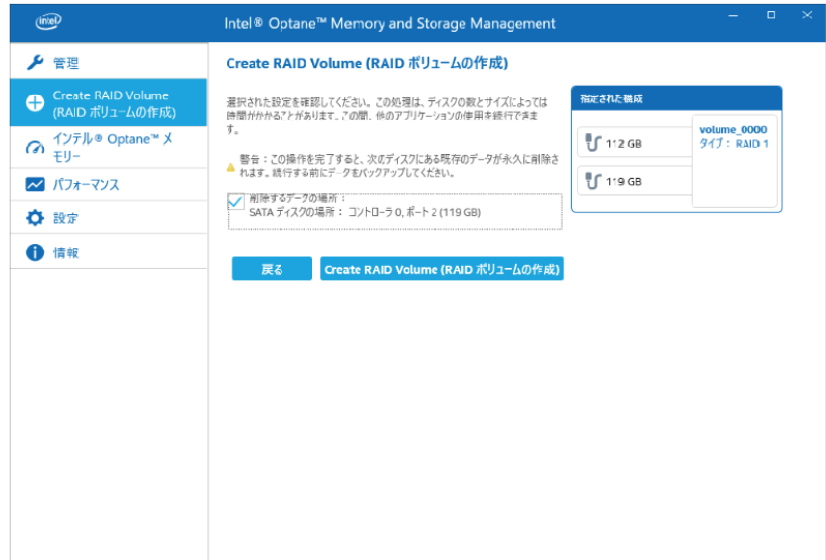 intel
Intel® Optane™ Memory and Storage Management
管理
Create RAID Volume
(RAID ボリュームの作成)
インテル® Optane™ メ
モリー
パフォーマンス
設定
情報
Create RAID Volume (RAID ボリュームの作成)
選択された設定を確認してください。この処理は、ディスクの数とサイズによっては
時間がかかることがあります。この間、他のアプリケーションの使用を続行できま
す。
警告：この操作を完了すると、次のディスクにある既存のデータが永久に削除さ
れます。続行する前にデータをバックアップしてください。
削除するデータの場所：
SATA ディスクの場所： コントローラ 0, ポート 2 (119 GB)
戻る
Create RAID Volume (RAID ボリュームの作成)
指定された構成
112 GB
119 GB
volume_0000
タイプ： RAID 1